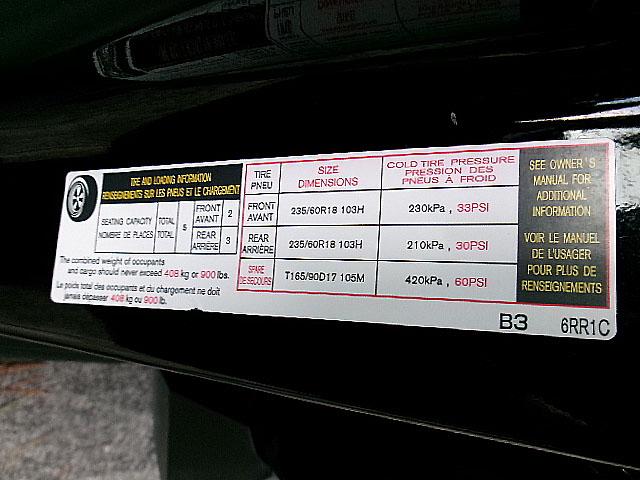 TIRE AND LOADING INFORMATION
RENSEIGNEMENTS SUR LES PNEUS ET LE CHARGEMENT
SEATING CAPACITY
NOMBRE DE PLACES
TOTAL
TOTAL
5
FRONT
AVANT
2
REAR
ARRIÈRE
3
The combined weight of occupants
and cargo should never exceed 408 kg or 900 lbs.
Le poids total des occupants et du chargement ne doit
jamais dépasser 408 kg ou 900 lb.
TIRE
PNEU
SIZE
DIMENSIONS
COLD TIRE PRESSURE
PRESSION DES
PNEUS À FROID
FRONT
AVANT
235/60R18 103H
230kPa , 33PSI
REAR
ARRIÈRE
235/60R18 103H
210kPa , 30PSI
SPARE
DE SECOURS
T165/90D17 105M
420kPa , 60PSI
SEE OWNER'S
MANUAL FOR
ADDITIONAL
INFORMATION
VOIR LE MANUEL
DE L'USAGER
POUR PLUS DE
RENSEIGNEMENTS
B3 6RR1C